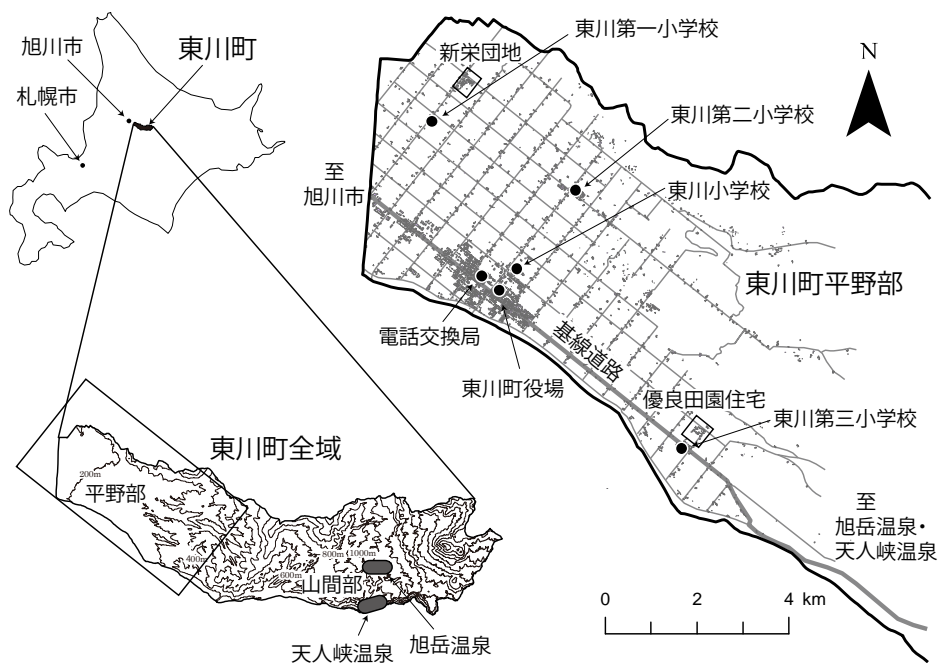 旭川市
東川町
札幌市
東川第一小学校
新栄団地
N
東川第二小学校
至
旭川市
東川小学校
東川町平野部
電話交換局
基線道路
東川町役場
優良田園住宅
東川第三小学校
東川町全域
200m
平野部
400m
600m
800m
1000m
山間部
天人峡温泉
旭岳温泉
至
旭岳温泉・
天人峡温泉
0 2 4 km